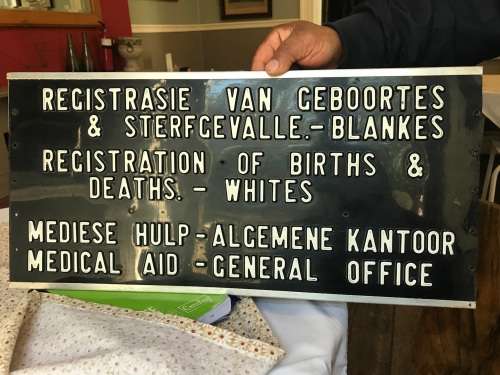 REGISTRASIE VAN GEBOORTES
& STERFGEVALLE.-BLANKES
REGISTRATION OF BIRTHS &
DEATHS. - WHITES
MEDIESE HULP-ALGEMENE KANTOOR
MEDICAL AID -GENERAL OFFICE